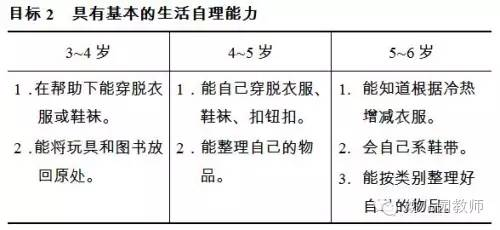 目标 2 具有基本的生活自理能力
3~4 岁 4~5 岁 5~6 岁
1.在帮助下能穿脱衣
服或鞋袜。
2.能将玩具和图书放
回原处。
1.能自己穿脱衣服、
鞋袜、扣钮扣。
2.能整理自己的物
品。
1.能知道根据冷热
增减衣服。
2.会自己系鞋带。
3.能按类别整理好
自己的物品。
园教师